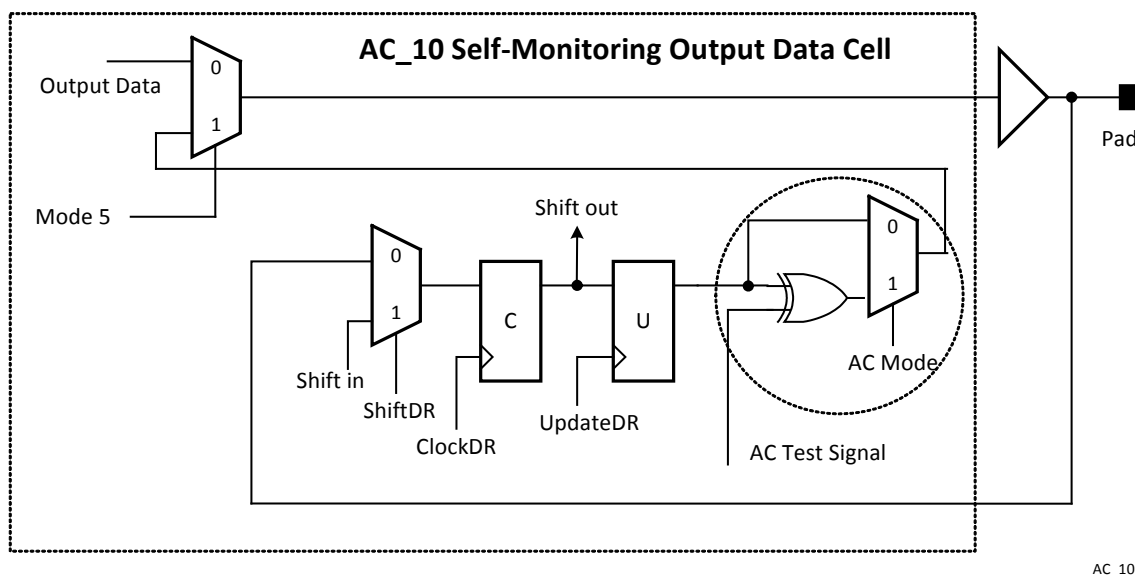 AC_10 Self-Monitoring Output Data Cell
0
Output Data
1
Pad
Mode 5
Shift out
0
0
1
1
C
U
AC Mode
Shift in
ShiftDR
UpdateDR
ClockDR
AC Test Signal
AC 10